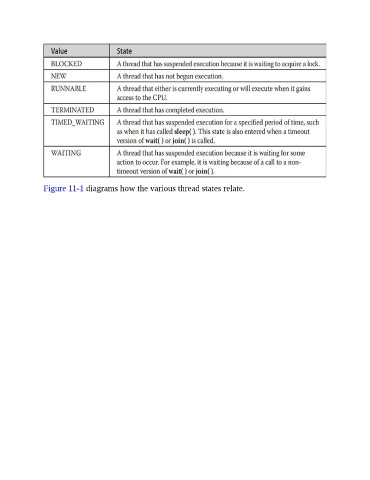 Value State
BLOCKED A thread that has suspended execution because it is waiting to acquire a lock.
NEW A thread that has not begun execution.
RUNNABLE A thread that either is currently executing or will execute when it gains
access to the CPU.
TERMINATED A thread that has completed execution.
TIMED_WAITING A thread that has suspended execution for a specified period of time, such
as when it has called sleep( ). This state is also entered when a timeout
version of wait( ) or join( ) is called.
WAITING A thread that has suspended execution because it is waiting for some
action to occur. For example, it is waiting because of a call to a non-
timeout version of wait( ) or join( ).
Figure 11-1 diagrams how the various thread states relate.